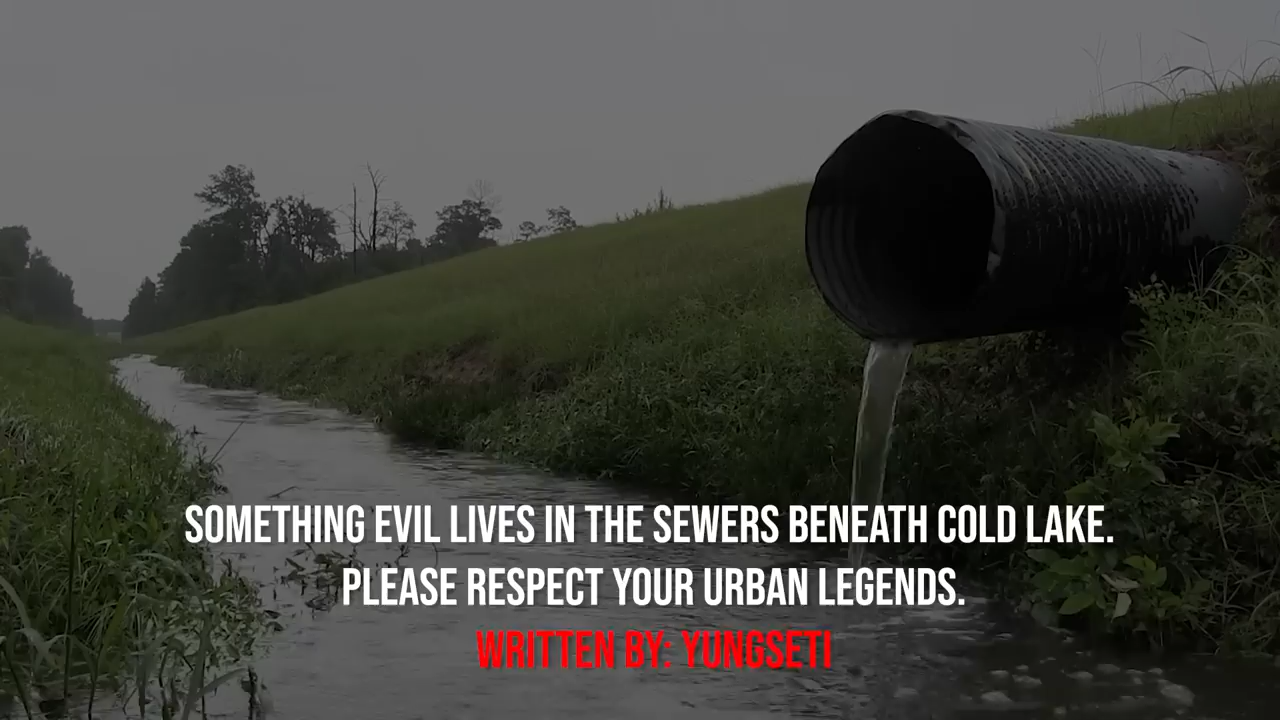 SOMETHING EVIL LIVES IN THE SEWERS BENEATH COLD LAKE.
PLEASE RESPECT YOUR URBAN LEGENDS.
WRITTEN BY: YUNGSETI